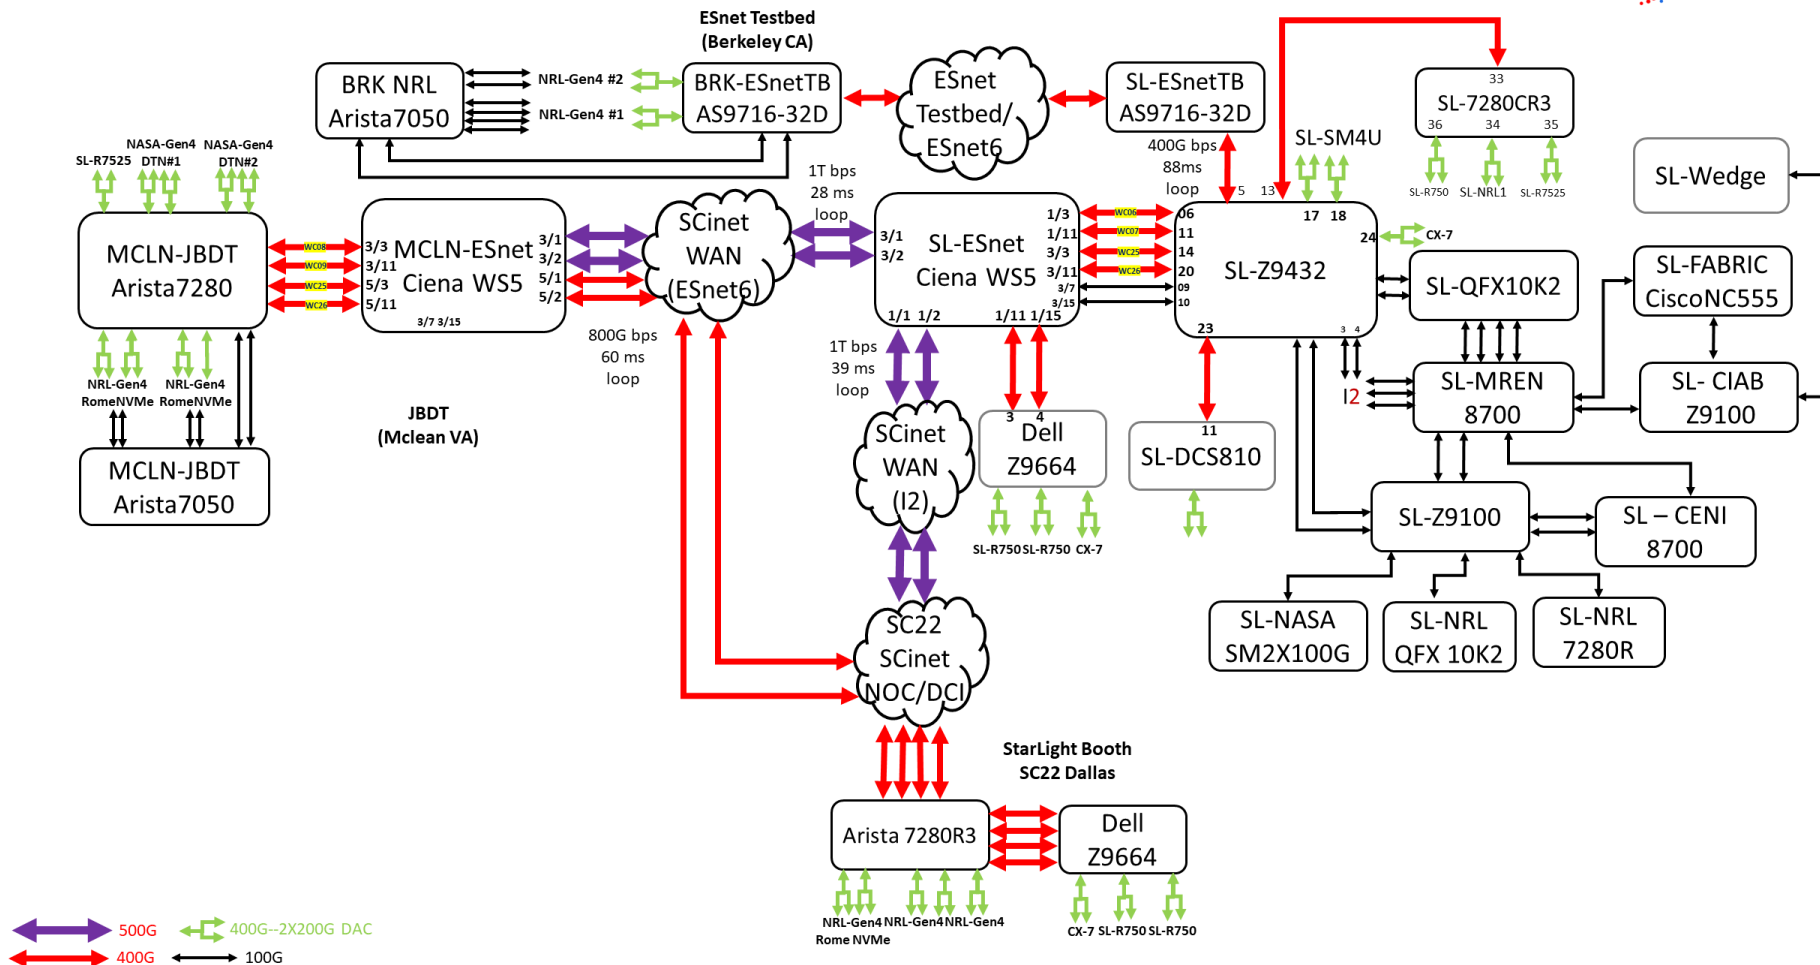 ESnet Testbed
(Berkeley CA)
BRK NRL
Arista7050
NRL-Gen4 #2
NRL-Gen4 #1
BRK-ESnetTB
AS9716-32D
ESnet
Testbed/
ESnet6
SL-ESnetTB
AS9716-32D
400G bps
88ms
loop
5
13
SL-SM4U
33
SL-7280CR3
36
34
35
SL-R750
SL-NRL1
SL-R7525
SL-Wedge
SL-R7525
NASA-Gen4
DTN#1
NASA-Gen4
DTN#2
MCLN-JBDT
Arista7280
WC08
WC09
WC25
WC26
3/3
3/11
5/3
5/11
MCLN-ESnet
Ciena WS5
3/7 3/15
3/1
3/2
5/1
5/2
SCinet
WAN
(ESnet6)
1T bps
28 ms
loop
800G bps
60 ms
loop
3/1
3/2
SL-ESnet
Ciena WS5
1/3
1/11
3/3
3/11
3/7
3/15
1/1
1/2
1/11
1/15
WC06
WC07
WC25
WC26
06
11
14
20
09
10
SL-Z9432
17
18
24
23
3
4
CX-7
SL-QFX10K2
SL-FABRIC
CiscoNC555
I2
SL-MREN
8700
SL- CIAB
Z9100
NRL-Gen4
RomeNVMe
NRL-Gen4
RomeNVMe
MCLN-JBDT
Arista7050
JBDT
(Mclean VA)
1T bps
39 ms
loop
SCinet
WAN
(I2)
3
4
Dell
Z9664
SL-R750
SL-R750
CX-7
11
SL-DCS810
SL-Z9100
SL – CENI
8700
SL-NASA
SM2X100G
SL-NRL
QFX 10K2
SL-NRL
7280R
SC22
SCinet
NOC/DCI
StarLight Booth
SC22 Dallas
Arista 7280R3
Dell
Z9664
NRL-Gen4
Rome NVMe
NRL-Gen4
NRL-Gen4
CX-7
SL-R750
SL-R750
500G
400G--2X200G DAC
400G
100G